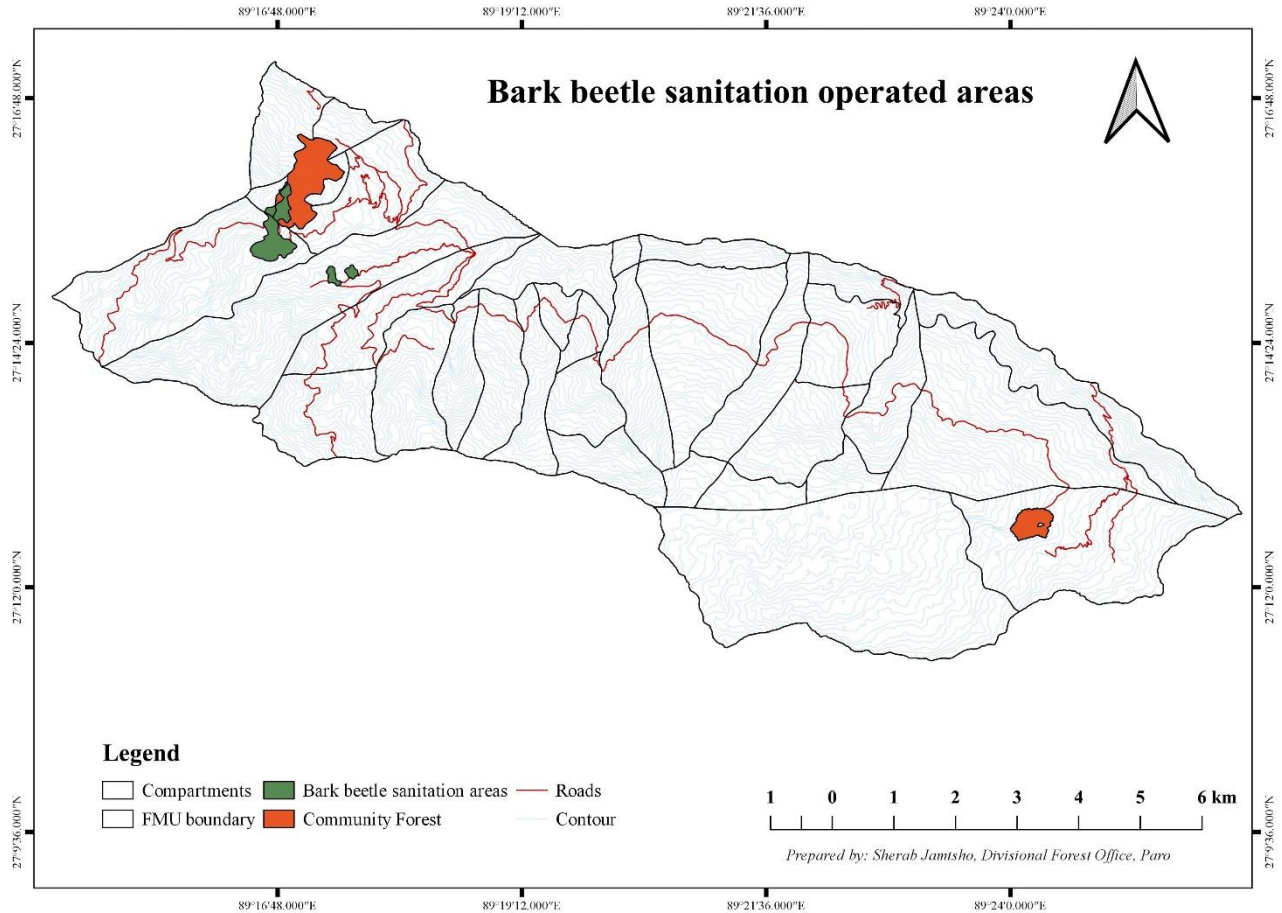 89°16'48.000"E 89°19'12.000"E 89°21'36.000"E 89°24'0.000"E
Bark beetle sanitation operated areas
27°16'48.000"N 27°16'48.000"N
27°14'24.000"N 27°14'24.000"N
27°12'0.000"N 27°12'0.000"N
27°9'36.000"N 27°9'36.000"N
Legend
Compartments Bark beetle sanitation areas Roads
FMU boundary Community Forest Contour
1 0 1 2 3 4 5 6 km
Prepared by: Sherab Jamtsho, Divisional Forest Office, Paro
89°16'48.000"E 89°19'12.000"E 89°21'36.000"E 89°24'0.000"E